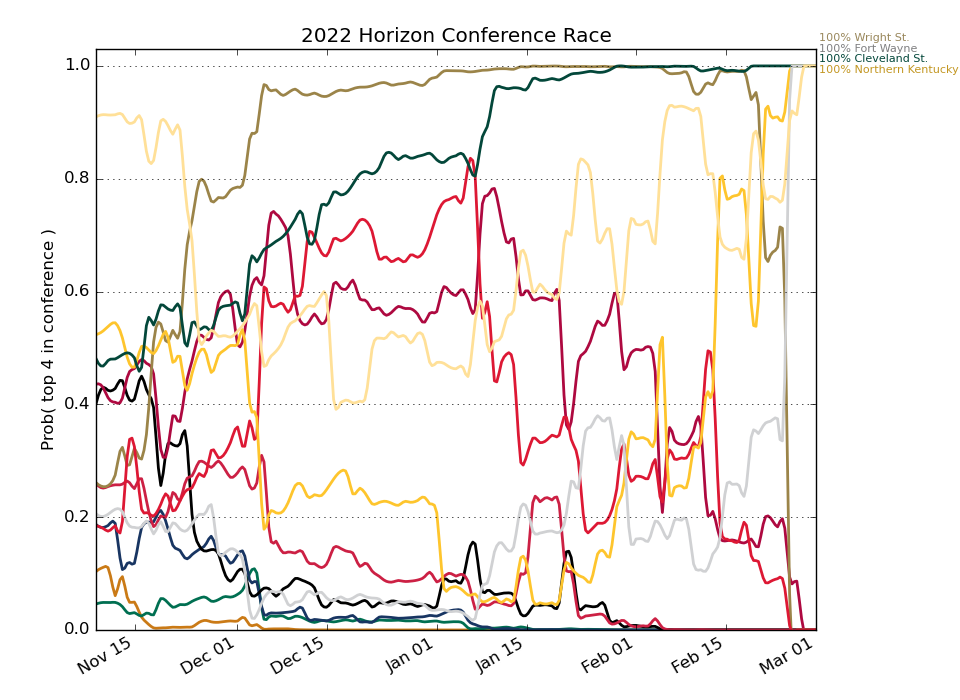 2022 Horizon Conference Race
100% Wright St.
100% Fort Wayne
100% Cleveland St.
100% Northern Kentucky
Prob( top 4 in conference )
1.0
0.8
0.6
0.4
0.2
0.0
Nov 15
Dec 01
Dec 15
Jan 01
Jan 15
Feb 01
Feb 15
Mar 01